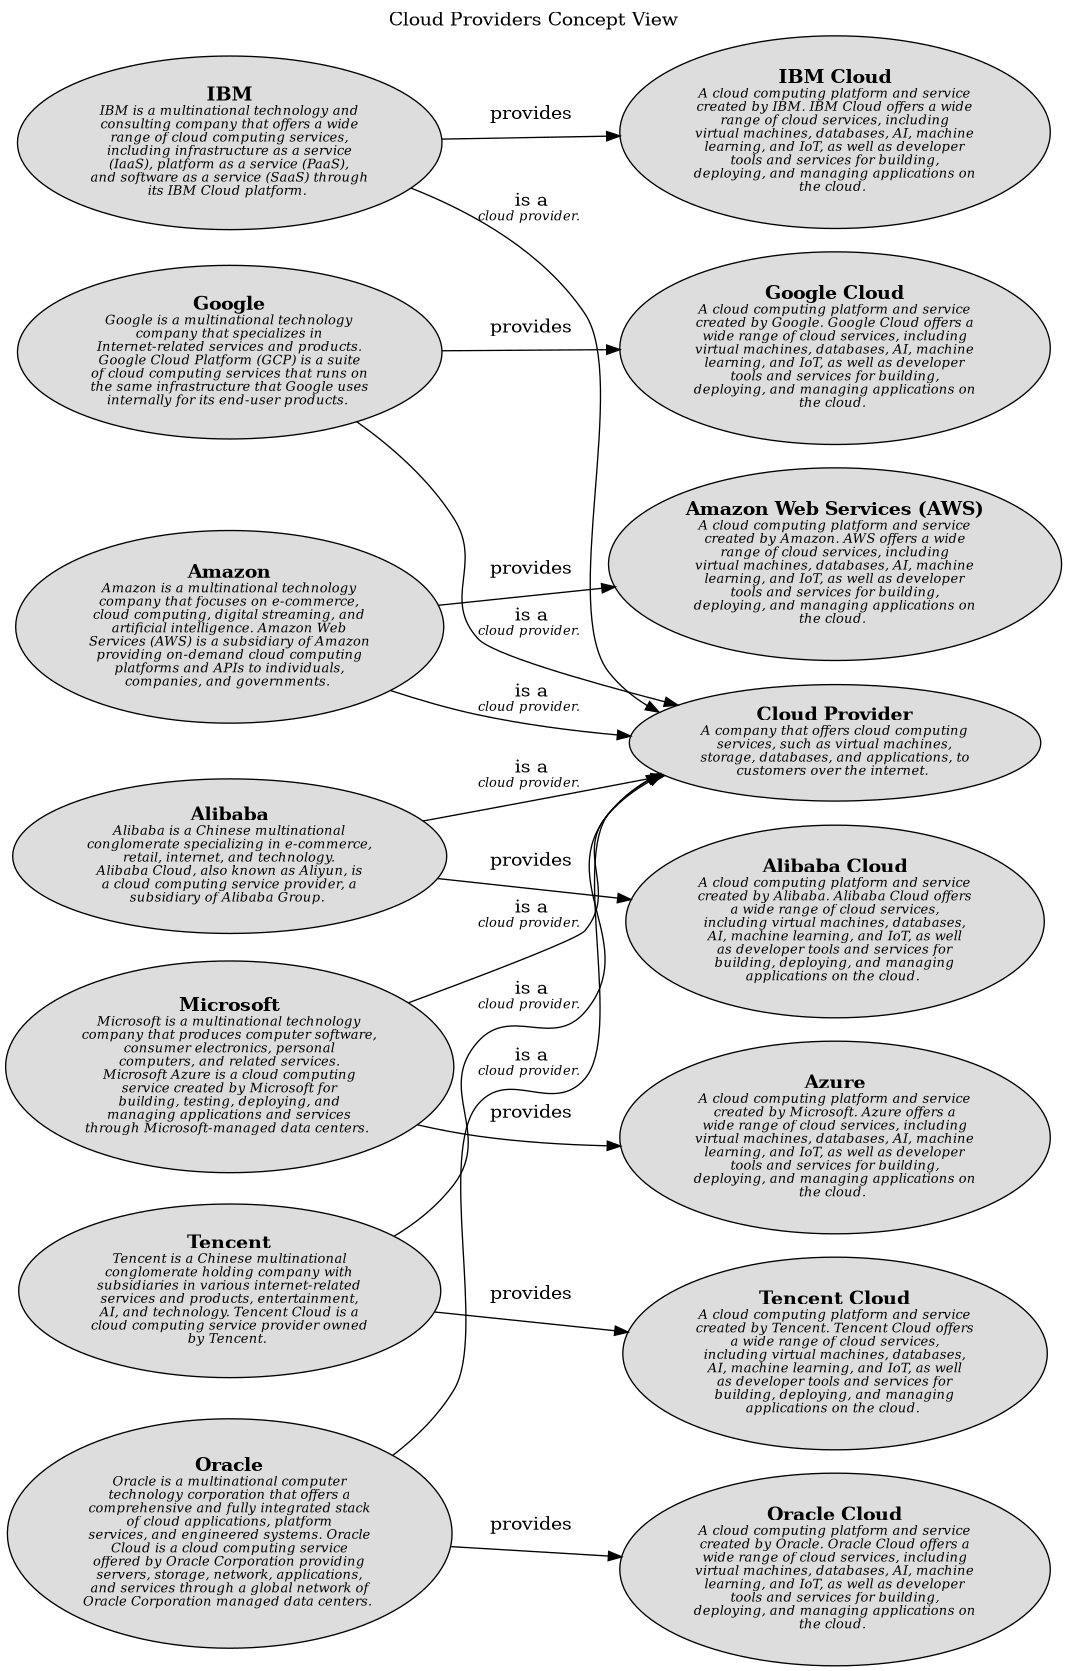 Cloud Providers Concept View
IBM
IBM is a multinational technology and
consulting company that offers a wide
range of cloud computing services,
including infrastructure as a service
(IaaS), platform as a service (PaaS),
and software as a service (SaaS) through
its IBM Cloud platform.
provides
IBM Cloud
A cloud computing platform and service
created by IBM. IBM Cloud offers a wide
range of cloud services, including
virtual machines, databases, AI, machine
learning, and IoT, as well as developer
tools and services for building,
deploying, and managing applications on
the cloud.
is a
cloud provider.
Google
Google is a multinational technology
company that specializes in
Internet-related services and products.
Google Cloud Platform (GCP) is a suite
of cloud computing services that runs on
the same infrastructure that Google uses
internally for its end-user products.
provides
Google Cloud
A cloud computing platform and service
created by Google. Google Cloud offers a
wide range of cloud services, including
virtual machines, databases, AI, machine
learning, and IoT, as well as developer
tools and services for building,
deploying, and managing applications on
the cloud.
Amazon
Amazon is a multinational technology
company that focuses on e-commerce,
cloud computing, digital streaming, and
artificial intelligence. Amazon Web
Services (AWS) is a subsidiary of Amazon
providing on-demand cloud computing
platforms and APIs to individuals,
companies, and governments.
provides
Amazon Web Services (AWS)
A cloud computing platform and service
created by Amazon. AWS offers a wide
range of cloud services, including
virtual machines, databases, AI, machine
learning, and IoT, as well as developer
tools and services for building,
deploying, and managing applications on
the cloud.
is a
cloud provider.
is a
cloud provider.
Cloud Provider
A company that offers cloud computing
services, such as virtual machines,
storage, databases, and applications, to
customers over the internet.
is a
cloud provider.
Alibaba
Alibaba is a Chinese multinational
conglomerate specializing in e-commerce,
retail, internet, and technology.
Alibaba Cloud, also known as Aliyun, is
a cloud computing service provider, a
subsidiary of Alibaba Group.
provides
Alibaba Cloud
A cloud computing platform and service
created by Alibaba. Alibaba Cloud offers
a wide range of cloud services,
including virtual machines, databases,
AI, machine learning, and IoT, as well
as developer tools and services for
building, deploying, and managing
applications on the cloud.
is a
cloud provider.
Microsoft
Microsoft is a multinational technology
company that produces computer software,
consumer electronics, personal
computers, and related services.
Microsoft Azure is a cloud computing
service created by Microsoft for
building, testing, deploying, and
managing applications and services
through Microsoft-managed data centers.
is a
cloud provider.
is a
cloud provider.
provides
Azure
A cloud computing platform and service
created by Microsoft. Azure offers a
wide range of cloud services, including
virtual machines, databases, AI, machine
learning, and IoT, as well as developer
tools and services for building,
deploying, and managing applications on
the cloud.
Tencent
Tencent is a Chinese multinational
conglomerate holding company with
subsidiaries in various internet-related
services and products, entertainment,
AI, and technology. Tencent Cloud is a
cloud computing service provider owned
by Tencent.
provides
Tencent Cloud
A cloud computing platform and service
created by Tencent. Tencent Cloud offers
a wide range of cloud services,
including virtual machines, databases,
AI, machine learning, and IoT, as well
as developer tools and services for
building, deploying, and managing
applications on the cloud.
Oracle
Oracle is a multinational computer
technology corporation that offers a
comprehensive and fully integrated stack
of cloud applications, platform
services, and engineered systems. Oracle
Cloud is a cloud computing service
offered by Oracle Corporation providing
servers, storage, network, applications,
and services through a global network of
Oracle Corporation managed data centers.
provides
Oracle Cloud
A cloud computing platform and service
created by Oracle. Oracle Cloud offers a
wide range of cloud services, including
virtual machines, databases, AI, machine
learning, and IoT, as well as developer
tools and services for building,
deploying, and managing applications on
the cloud.